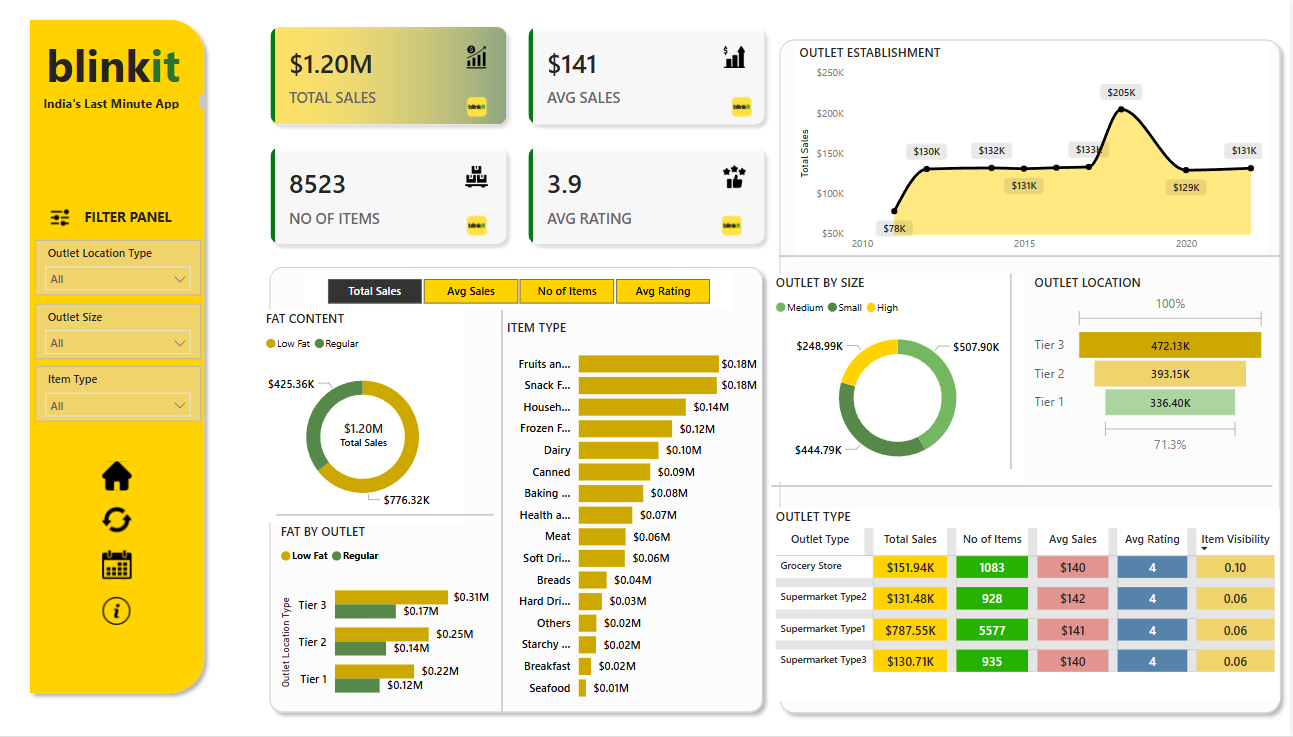 blinkit
India's Last Minute App
FILTER PANEL
Outlet Location Type
All
Outlet Size
All
Item Type
All
$1.20M
TOTAL SALES
blinkit
$141
AVG SALES
blinkit
8523
NO OF ITEMS
blinkit
3.9
AVG RATING
blinkit
Total Sales
Avg Sales
No of Items
Avg Rating
FAT CONTENT
Low Fat
Regular
$425.36K
$1.20M
Total Sales
$776.32K
FAT BY OUTLET
Low Fat
Regular
Outlet Location Type
Tier 3
$0.31M
$0.17M
Tier 2
$0.25M
$0.14M
Tier 1
$0.22M
$0.12M
ITEM TYPE
Fruits an... $0.18M
Snack F... $0.18M
Househ... $0.14M
Frozen F... $0.12M
Dairy $0.10M
Canned $0.09M
Baking ... $0.08M
Health a... $0.07M
Meat $0.06M
Soft Dri... $0.06M
Breads $0.04M
Hard Dri... $0.03M
Others $0.02M
Starchy ... $0.02M
Breakfast $0.02M
Seafood $0.01M
OUTLET ESTABLISHMENT
Total Sales
$250K
$200K
$150K
$100K
$50K
$78K
$130K
$132K
$131K
$133K
$205K
$129K
$131K
2010
2015
2020
OUTLET BY SIZE
Medium
Small
High
$248.99K
$507.90K
$444.79K
OUTLET LOCATION
100%
Tier 3 472.13K
Tier 2 393.15K
Tier 1 336.40K
71.3%
OUTLET TYPE
Outlet Type Total Sales No of Items Avg Sales Avg Rating Item Visibility
Grocery Store $151.94K 1083 $140 4 0.10
Supermarket Type2 $131.48K 928 $142 4 0.06
Supermarket Type1 $787.55K 5577 $141 4 0.06
Supermarket Type3 $130.71K 935 $140 4 0.06